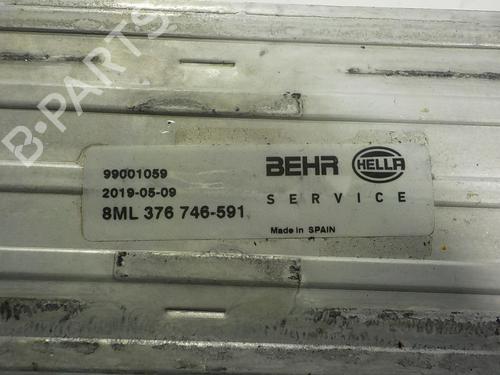 B-PARTS
99001059
2019-05-09
8ML 376 746-591
BEHR HELLA
SERVICE
Made in SPAIN